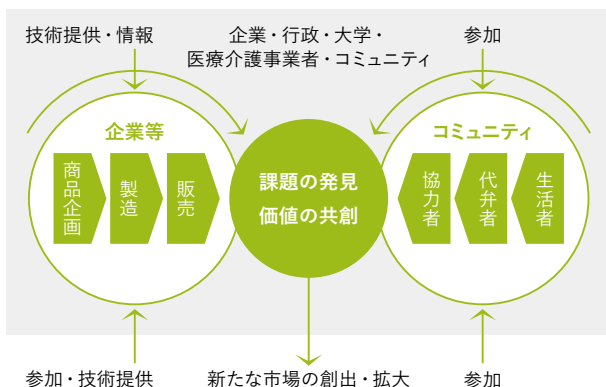 技術提供・情報
企業・行政・大学・
医療介護事業者・コミュニティ
参加
企業等
商品企画
製造
販売
課題の発見
価値の共創
コミュニティ
協力者
代弁者
生活者
参加・技術提供
新たな市場の創出・拡大
参加